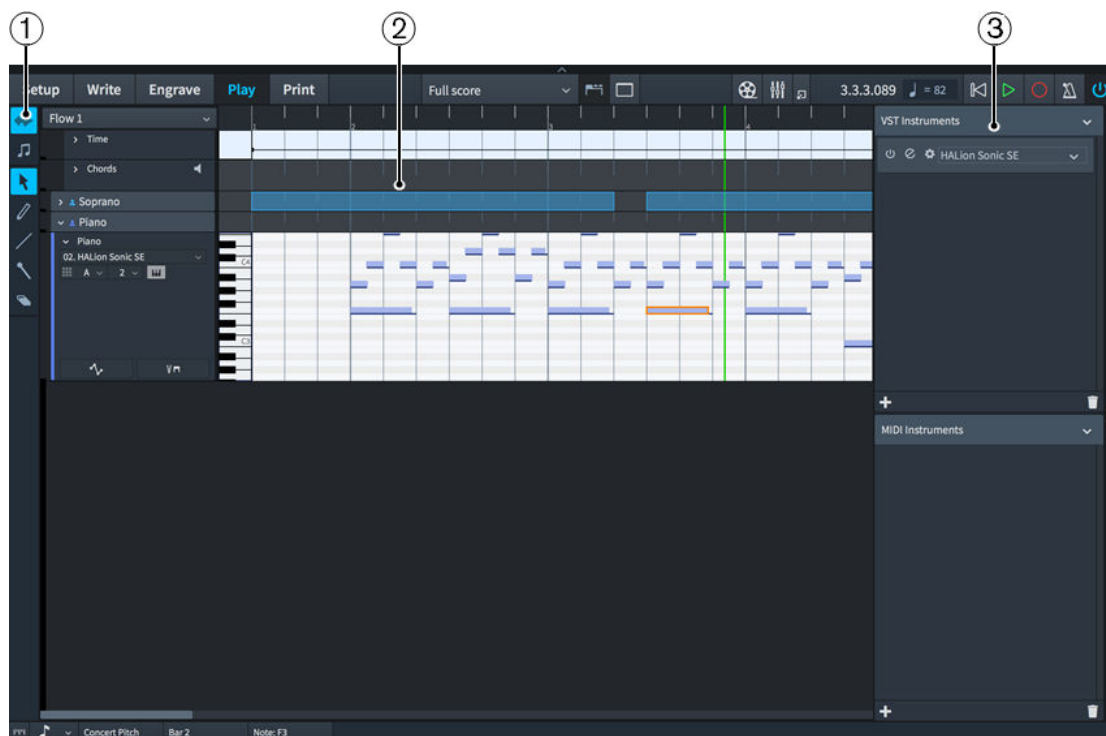 1 2 3
Setup Write Engrave Play Print Full score 3.3.3.089 = 82
Flow 1 1 2 3 4 VST Instruments
Time
Chords HALion Sonic SE
Soprano
Piano
Piano
02. HALion Sonic SE
A 2
C4
C3
MIDI Instruments
Concert Pitch Bar 2 Note: F3